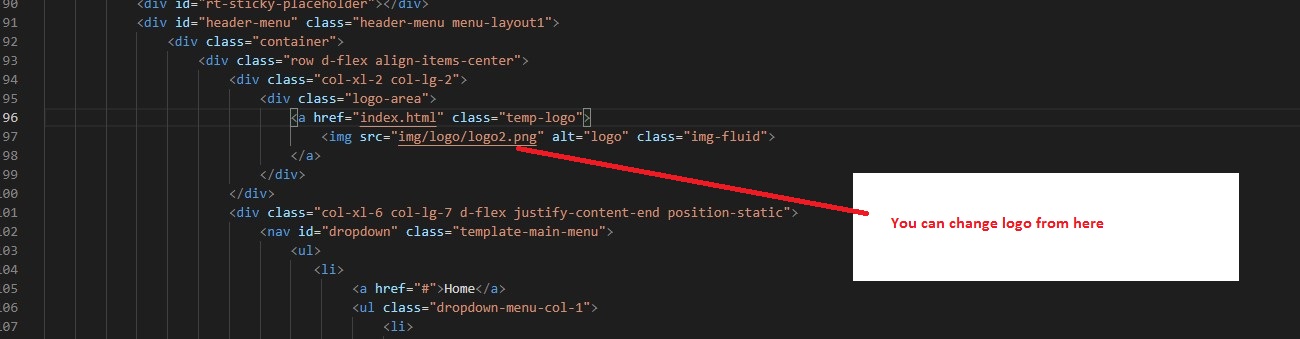 90 <div id="rt-sticky-placeholder"></div>
91 <div id="header-menu" class="header-menu menu-layout1">
92 <div class="container">
93 <div class="row d-flex align-items-center">
94 <div class="col-xl-2 col-lg-2">
95 <div class="logo-area">
96 <a href="index.html" class="temp-logo">
97 <img src="img/logo/logo2.png" alt="logo" class="img-fluid">
98 </a>
99 </div>
100 </div>
101 <div class="col-xl-6 col-lg-7 d-flex justify-content-end position-static">
102 <nav id="dropdown" class="template-main-menu">
103 <ul>
104 <li>
105 <a href="#">Home</a>
106 <ul class="dropdown-menu-col-1">
107 <li>
You can change logo from here